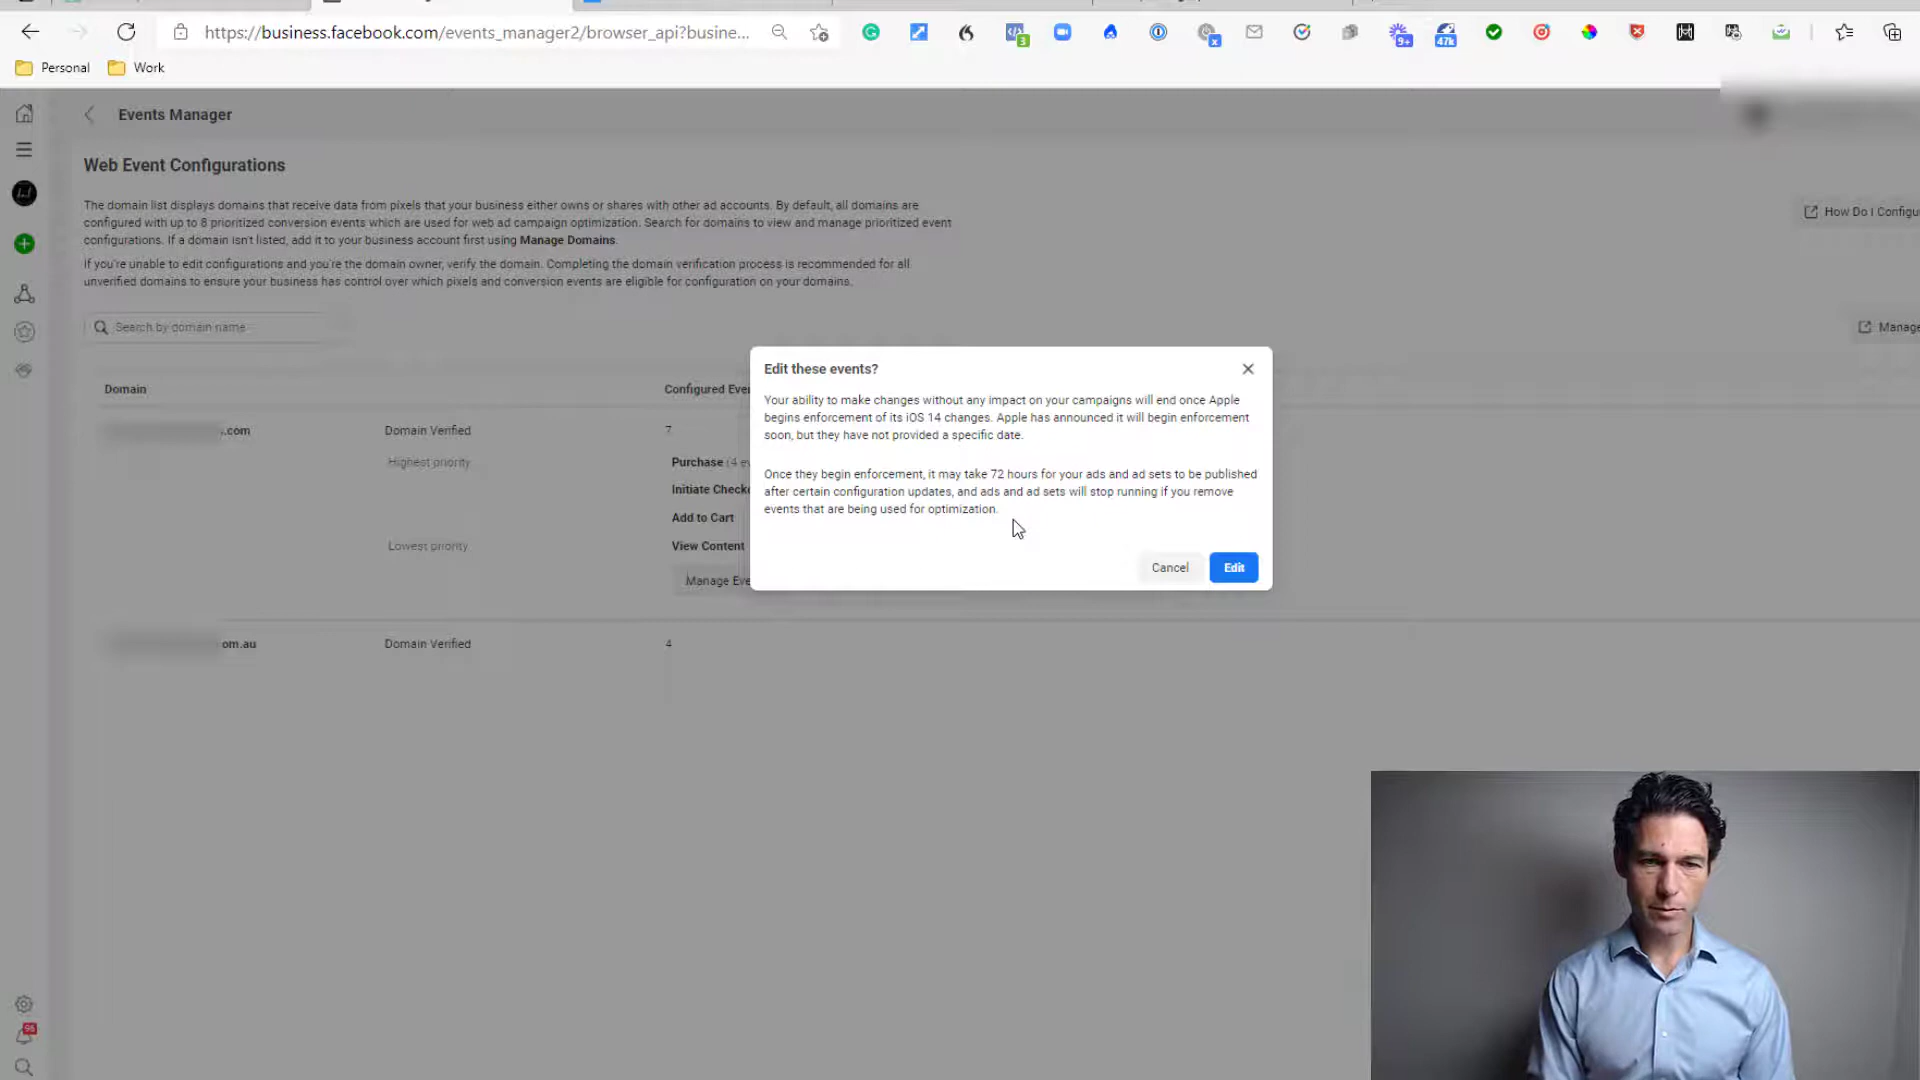 https://business.facebook.com/events_manager2/browser_api?busine...
3
x
9+
47k
Personal
Work
Events Manager
Web Event Configurations
The domain list displays domains that receive data from pixels that your business either owns or shares with other ad accounts. By default, all domains are
configured with up to 8 prioritized conversion events which are used for web ad campaign optimization. Search for domains to view and manage prioritized event
configurations. If a domain isn't listed, add it to your business account first using Manage Domains.
If you're unable to edit configurations and you're the domain owner, verify the domain. Completing the domain verification process is recommended for all
unverified domains to ensure your business has control over which pixels and conversion events are eligible for configuration on your domains.
How Do I Configu
Search by domain name
Manage
Domain
Configured Eve
.com
Domain Verified
7
Highest priority
Purchase (4 e
Initiate Checko
Add to Cart
Lowest priority
View Content
Manage Eve
om.au
Domain Verified
4
Edit these events?
Your ability to make changes without any impact on your campaigns will end once Apple
begins enforcement of its iOS 14 changes. Apple has announced it will begin enforcement
soon, but they have not provided a specific date.
Once they begin enforcement, it may take 72 hours for your ads and ad sets to be published
after certain configuration updates, and ads and ad sets will stop running if you remove
events that are being used for optimization.
Cancel
Edit